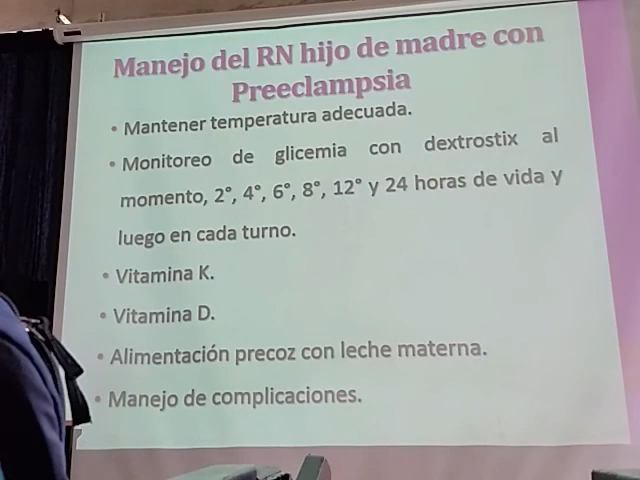 Manejo del RN hijo de madre con
Preeclampsia
• Mantener temperatura adecuada.
• Monitoreo de glicemia con dextrostix al
momento, 2°, 4°, 6°, 8°, 12° y 24 horas de vida y
luego en cada turno.
• Vitamina K.
• Vitamina D.
• Alimentación precoz con leche materna.
• Manejo de complicaciones.